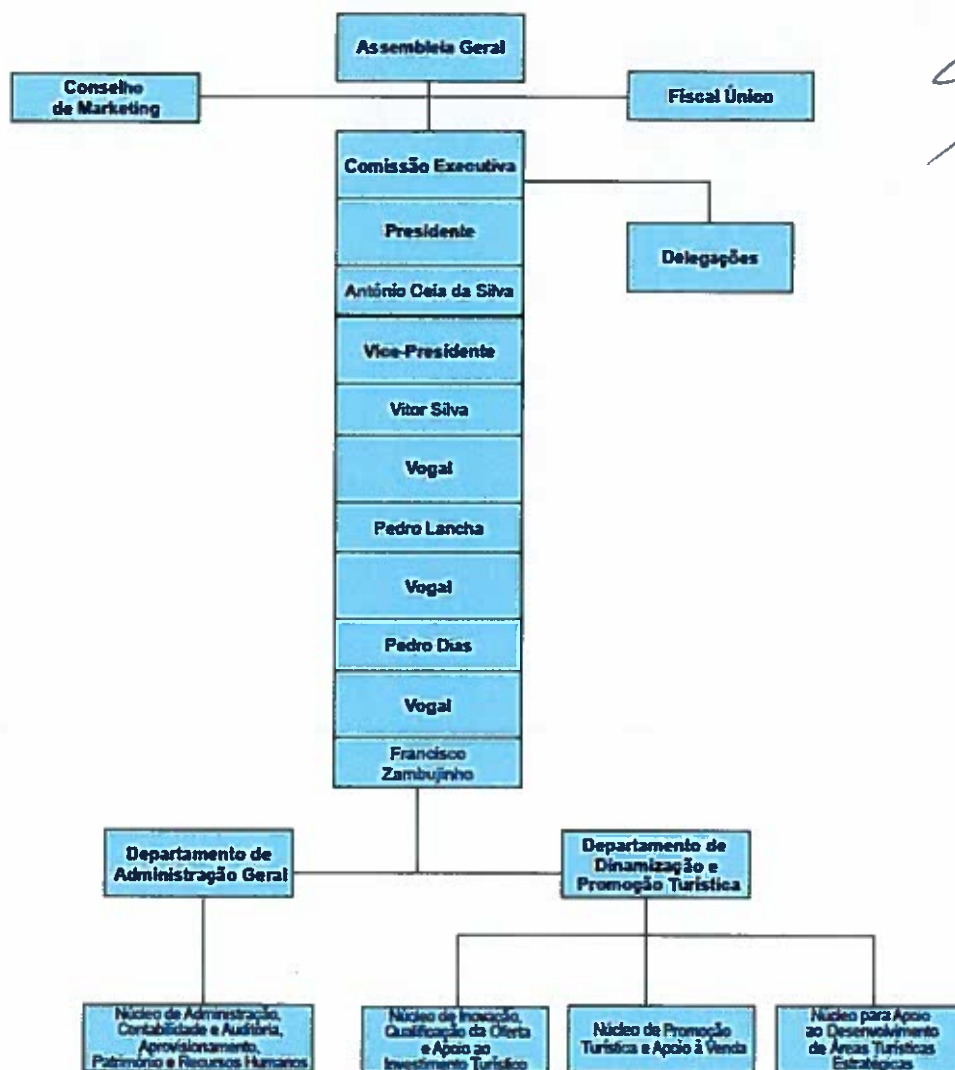 Assembleia Geral
Conselho
de Marketing
Fiscal Único
Comissão Executiva
Presidente
Delegações
António Ceia da Silva
Vice-Presidente
Vitor Silva
Vogal
Pedro Lancha
Vogal
Pedro Dias
Vogal
Francisco
Zambujinho
Departamento de
Administração Geral
Departamento de
Dinamização e
Promoção Turística
Núcleo de Administração,
Contabilidade e Auditória,
Aprovisionamento,
Património e Recursos Humanos
Núcleo de Inovação,
Qualificação da Oferta
e Apoio ao
Investimento Turístico
Núcleo de Promoção
Turística e Apoio à Venda
Núcleo para Apoio
ao Desenvolvimento
de Áreas Turísticas
Estratégicas